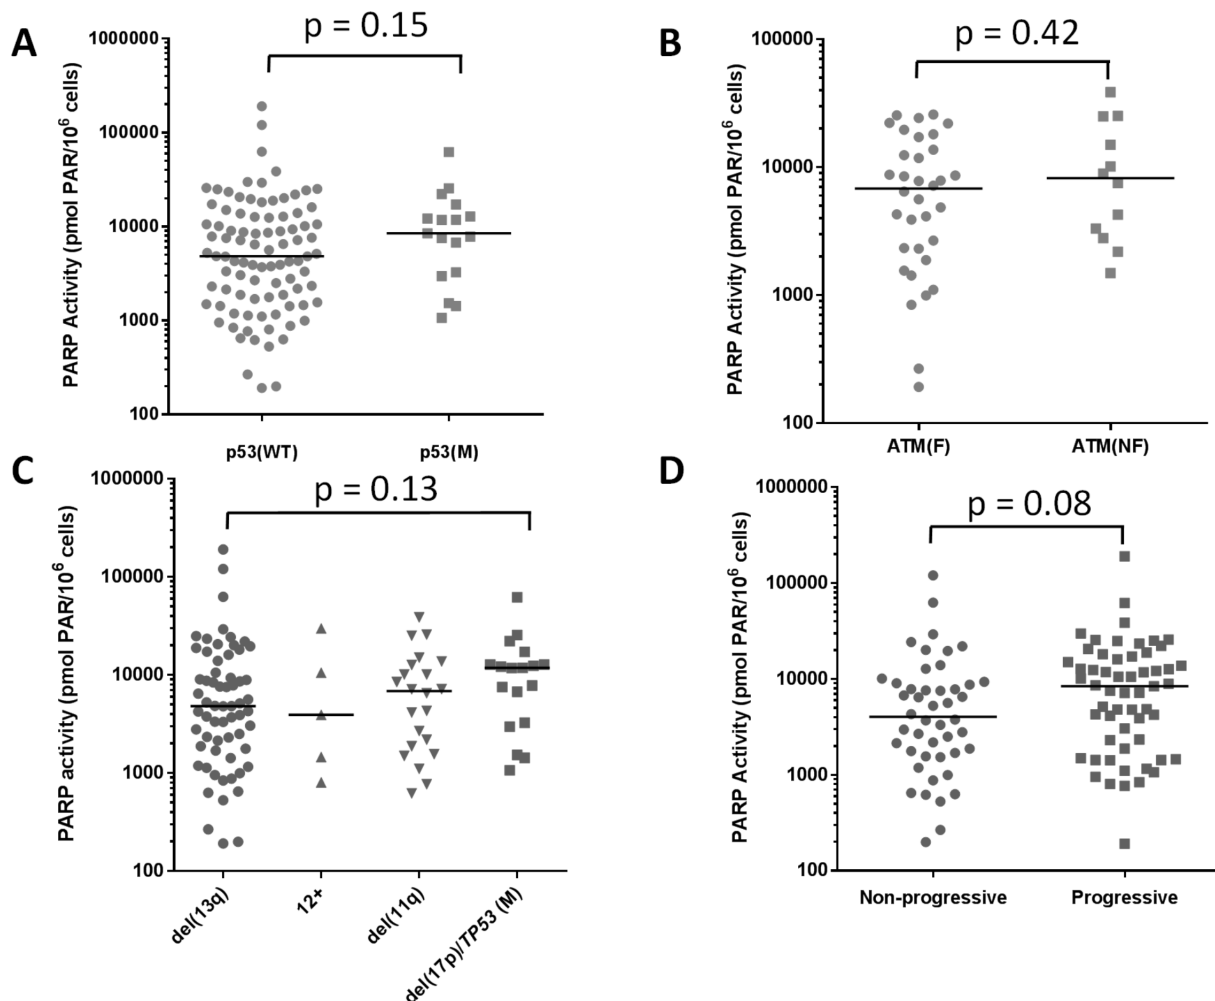 A
p = 0.15
PARP Activity (pmol PAR/10⁶ cells)
1000000
100000
10000
1000
100
p53(WT)
p53(M)
B
p = 0.42
PARP Activity (pmol PAR/10⁶ cells)
100000
10000
1000
100
ATM(F)
ATM(NF)
C
p = 0.13
PARP activity (pmol PAR/10⁶ cells)
1000000
100000
10000
1000
100
del(13q)
12+
del(11q)
del(17p)/TP53 (M)
D
p = 0.08
PARP Activity (pmol PAR/10⁶ cells)
1000000
100000
10000
1000
100
Non-progressive
Progressive